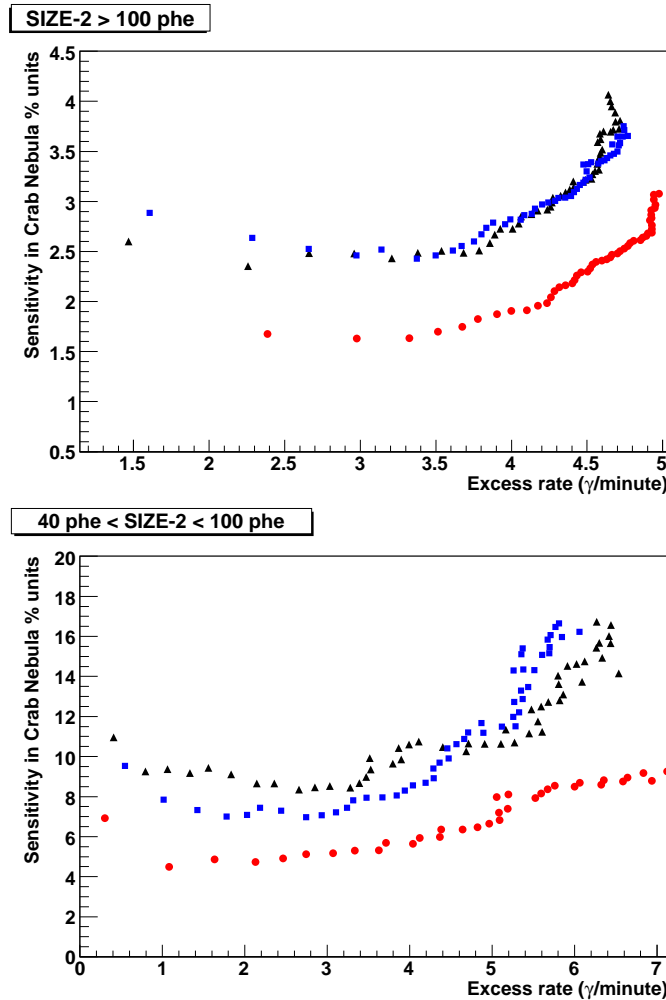 SIZE-2 > 100 phe
Sensitivity in Crab Nebula % units
4.5
4
3.5
3
2.5
2
1.5
1
0.5
1.5 2 2.5 3 3.5 4 4.5 5
Excess rate (γ/minute)
40 phe < SIZE-2 < 100 phe
Sensitivity in Crab Nebula % units
20
18
16
14
12
10
8
6
4
2
0
0 1 2 3 4 5 6 7
Excess rate (γ/minute)